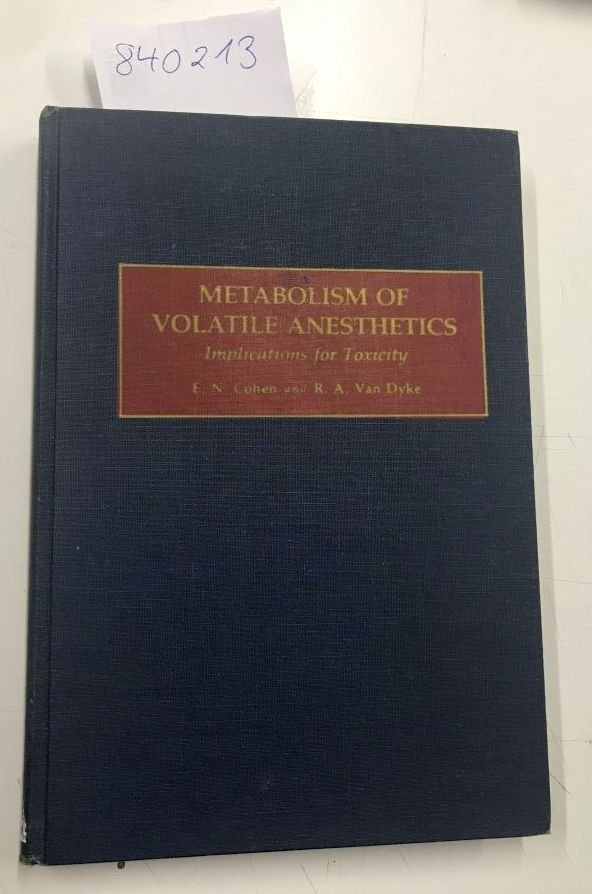 840213
METABOLISM OF
VOLATILE ANESTHETICS
Implications for Toxicity
E. N. Cohen and R. A. Van Dyke